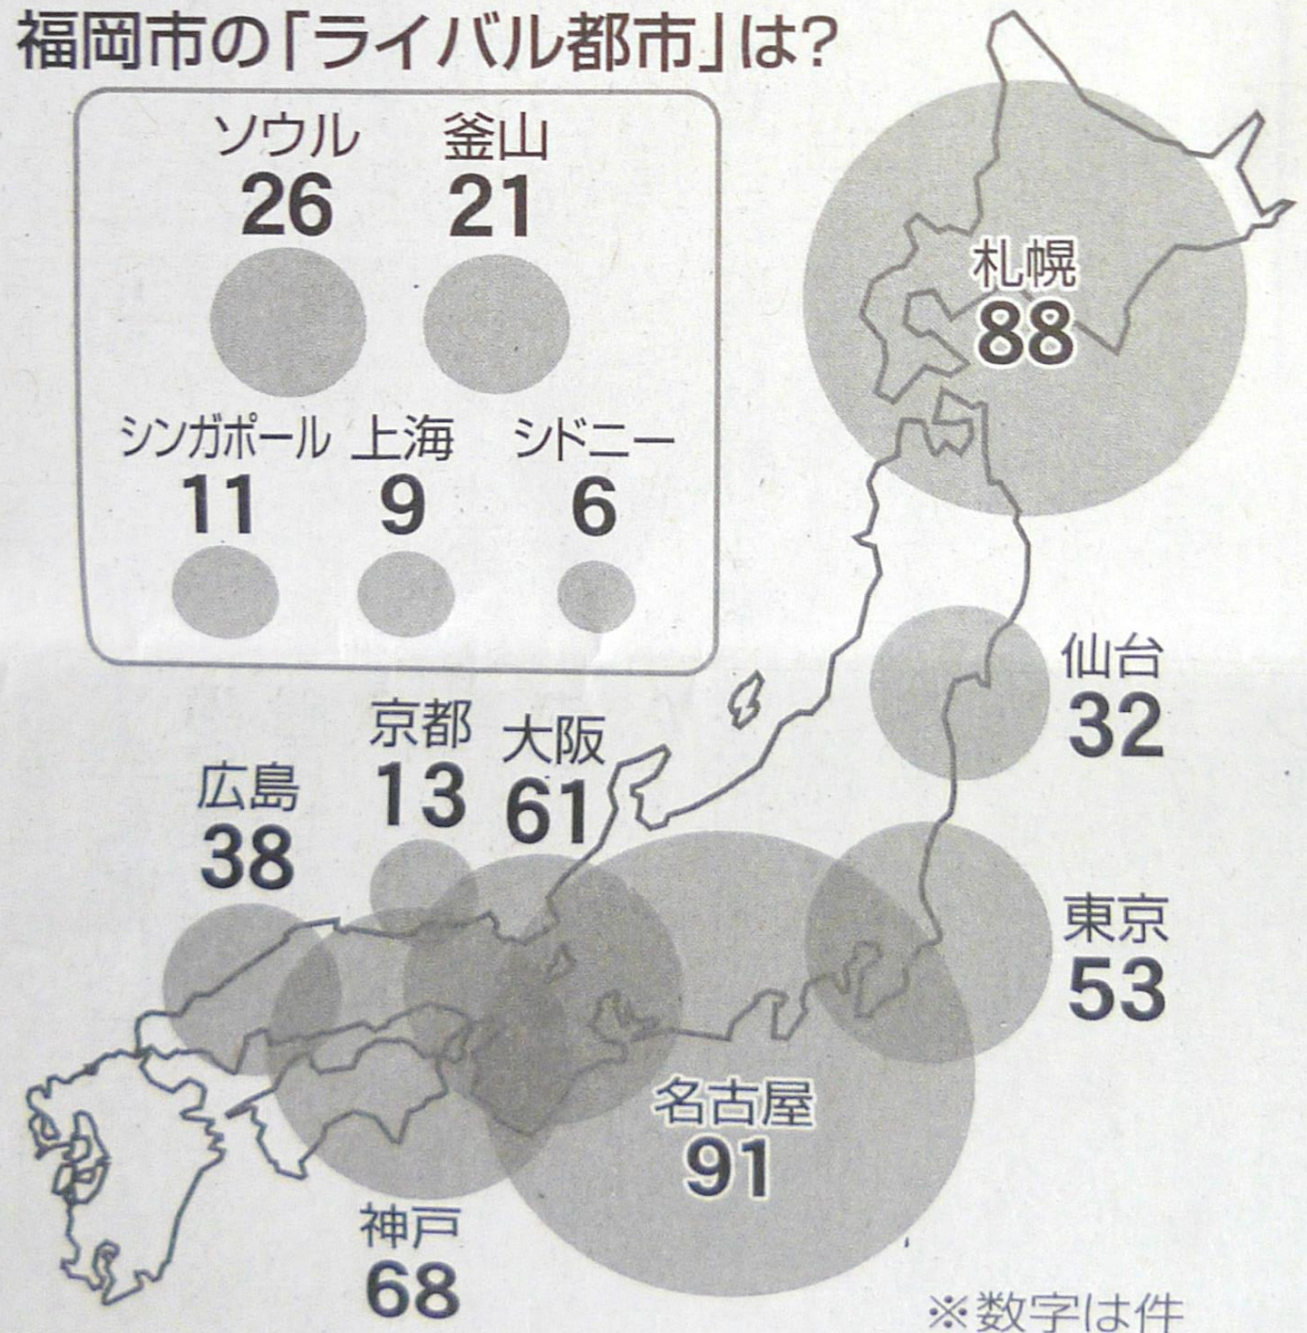 福岡市の「ライバル都市」は?
ソウル 釜山
26 21
シンガポール 上海 シドニー
11 9 6
札幌
88
仙台
32
京都 大阪
13 61
広島
38
東京
53
名古屋
91
神戸
68
※数字は件